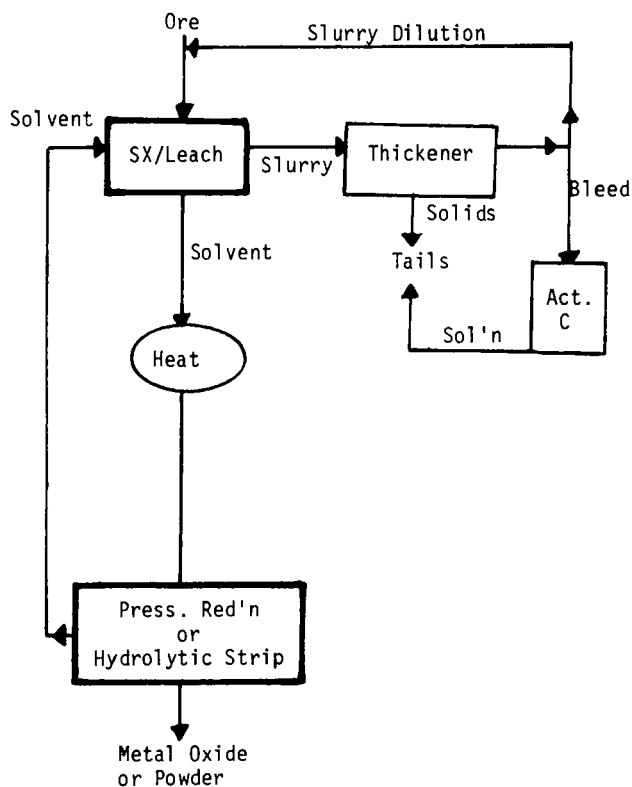 Ore
Slurry Dilution
Solvent
SX/Leach
Slurry
Thickener
Bleed
Solids
Solvent
Tails
Act.
C
Sol'n
Heat
Press. Red'n
or
Hydrolytic Strip
Metal Oxide
or Powder